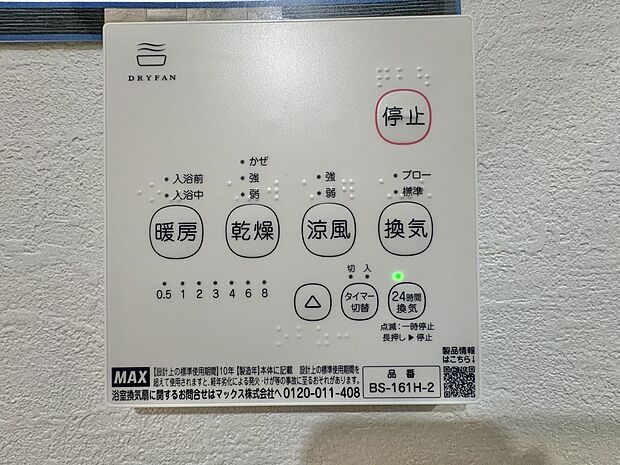 DRYFAN
停止
入浴前
入浴中
かぜ
強
弱
強
弱
ブロー
標準
暖房
乾燥
涼風
換気
0.5 1 2 3 4 6 8
切 入
△
タイマー
切替
24時間
換気
点滅:一時停止
長押し▶停止
製品情報
はこちら↓
MAX
【設計上の標準使用期間】10年【製造年】本体に記載 設計上の標準使用期間を
超えて使用されますと、経年劣化による発火・けが等の事故に至るおそれがあります。
浴室換気扇に関するお問合せはマックス株式会社へ 0120-011-408
品番
BS-161H-2